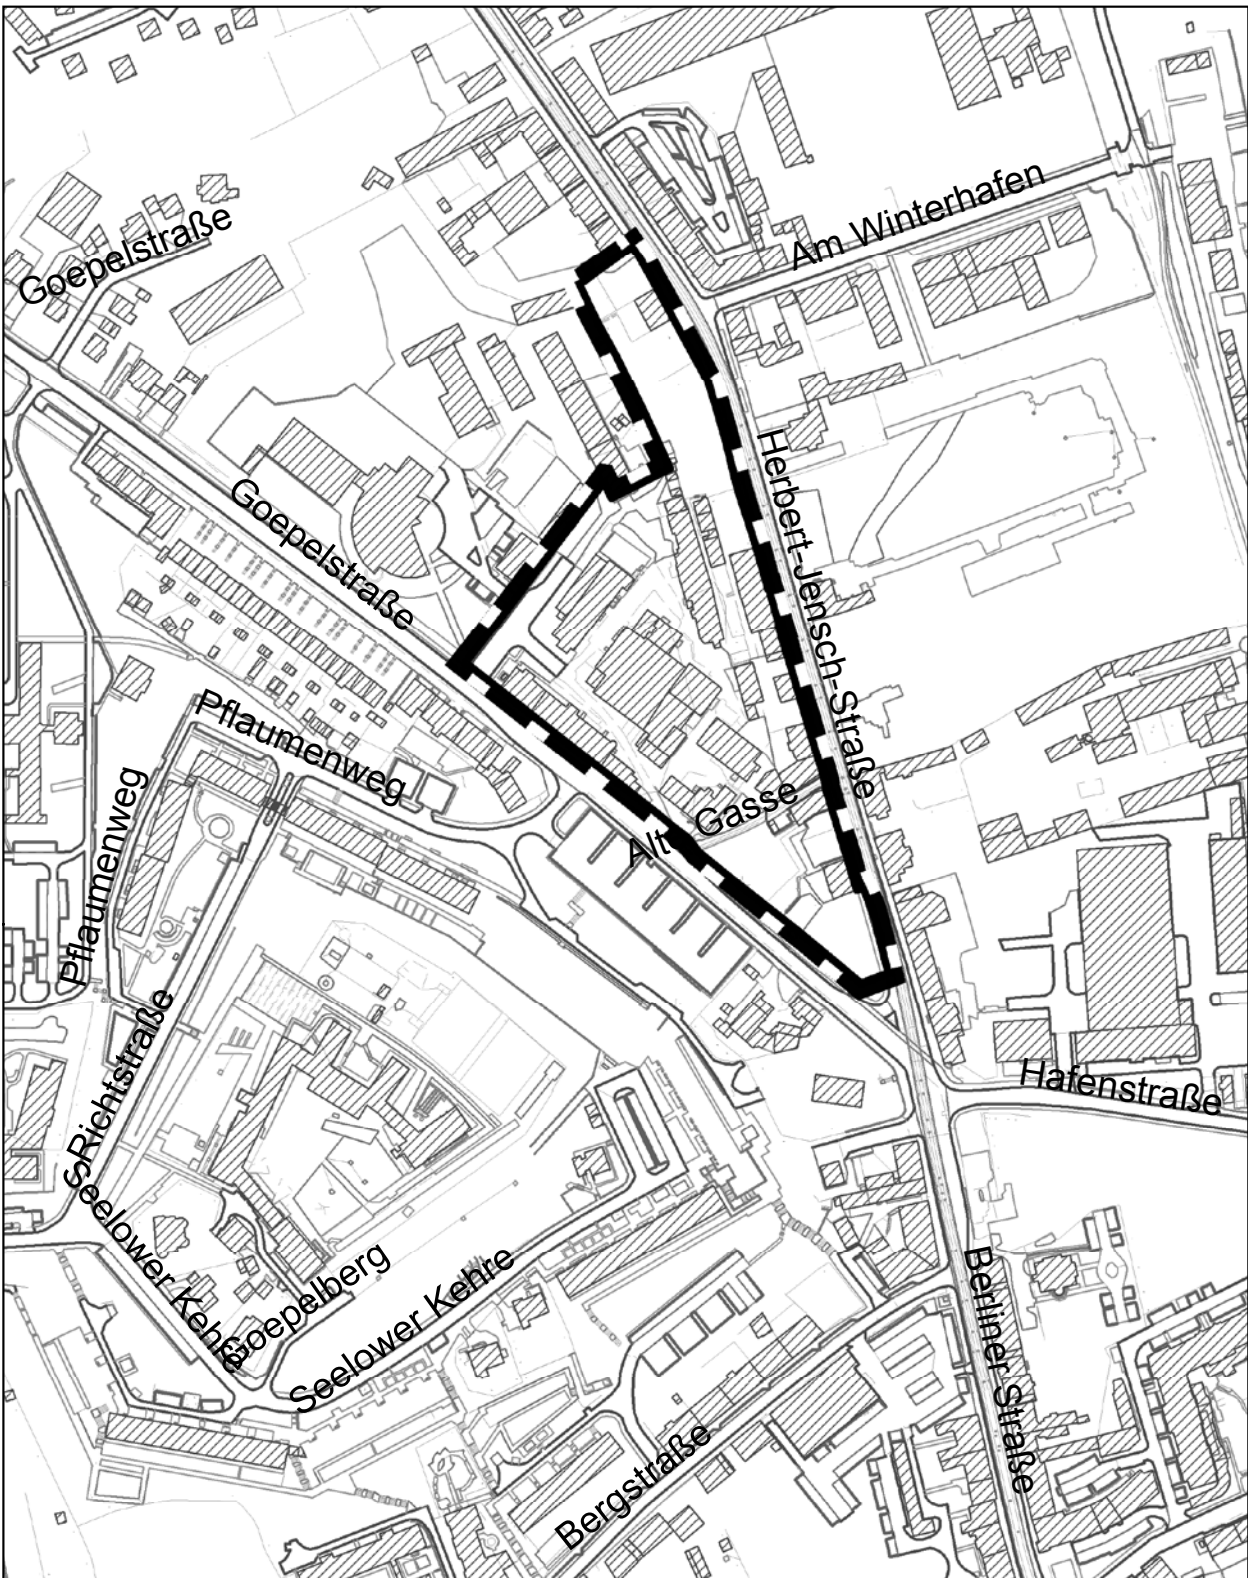 Goepelstraße
Am Winterhafen
Goepelstraße
Herbert-Jensch-Straße
Pflaumenweg
Pflaumenweg
Alt Gasse
Richtstraße
Hafenstraße
Seelower Kehre
Goepelberg
Seelower Kehre
Berliner Straße
Bergstraße